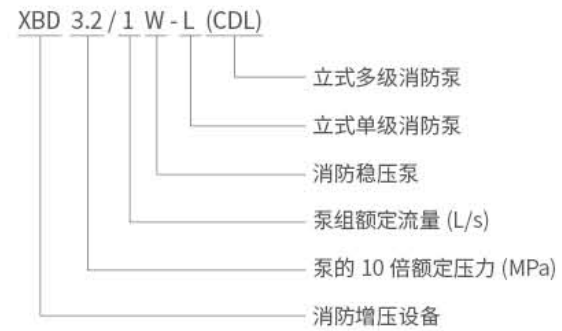 XBD 3.2 / 1 W - L (CDL)
立式多级消防泵
立式单级消防泵
消防稳压泵
泵组额定流量 (L/s)
泵的 10 倍额定压力 (MPa)
消防增压设备